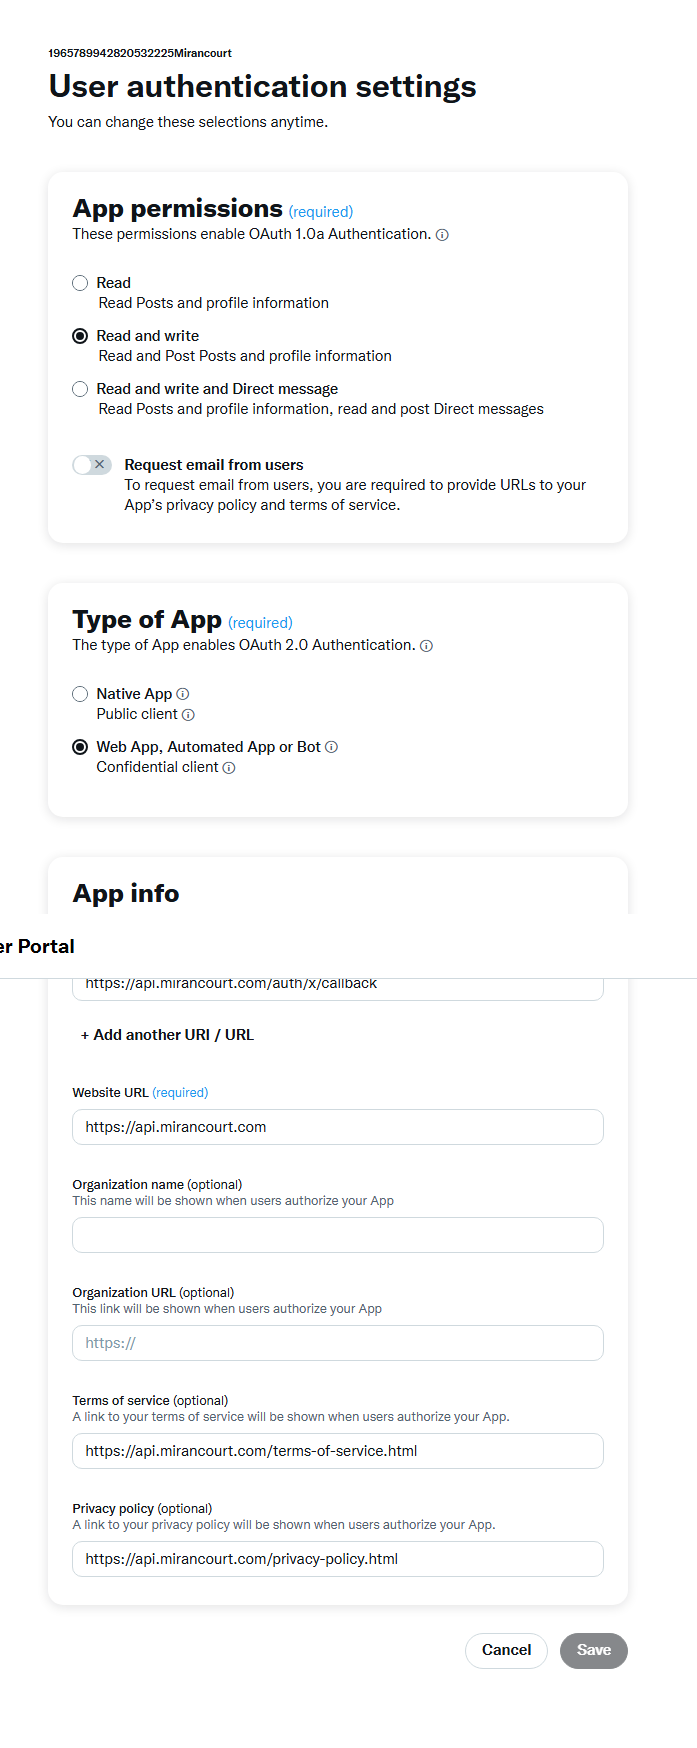 1965789942820532225Mirancourt
User authentication settings
You can change these selections anytime.
App permissions (required)
These permissions enable OAuth 1.0a Authentication.
Read
Read Posts and profile information
Read and write
Read and Post Posts and profile information
Read and write and Direct message
Read Posts and profile information, read and post Direct messages
Request email from users
To request email from users, you are required to provide URLs to your
App's privacy policy and terms of service.
Type of App (required)
The type of App enables OAuth 2.0 Authentication.
Native App
Public client
Web App, Automated App or Bot
Confidential client
App info
er Portal
https://api.mirancourt.com/auth/x/callback
+ Add another URI / URL
Website URL (required)
https://api.mirancourt.com
Organization name (optional)
This name will be shown when users authorize your App
Organization URL (optional)
This link will be shown when users authorize your App
https://
Terms of service (optional)
A link to your terms of service will be shown when users authorize your App.
https://api.mirancourt.com/terms-of-service.html
Privacy policy (optional)
A link to your privacy policy will be shown when users authorize your App.
https://api.mirancourt.com/privacy-policy.html
Cancel Save